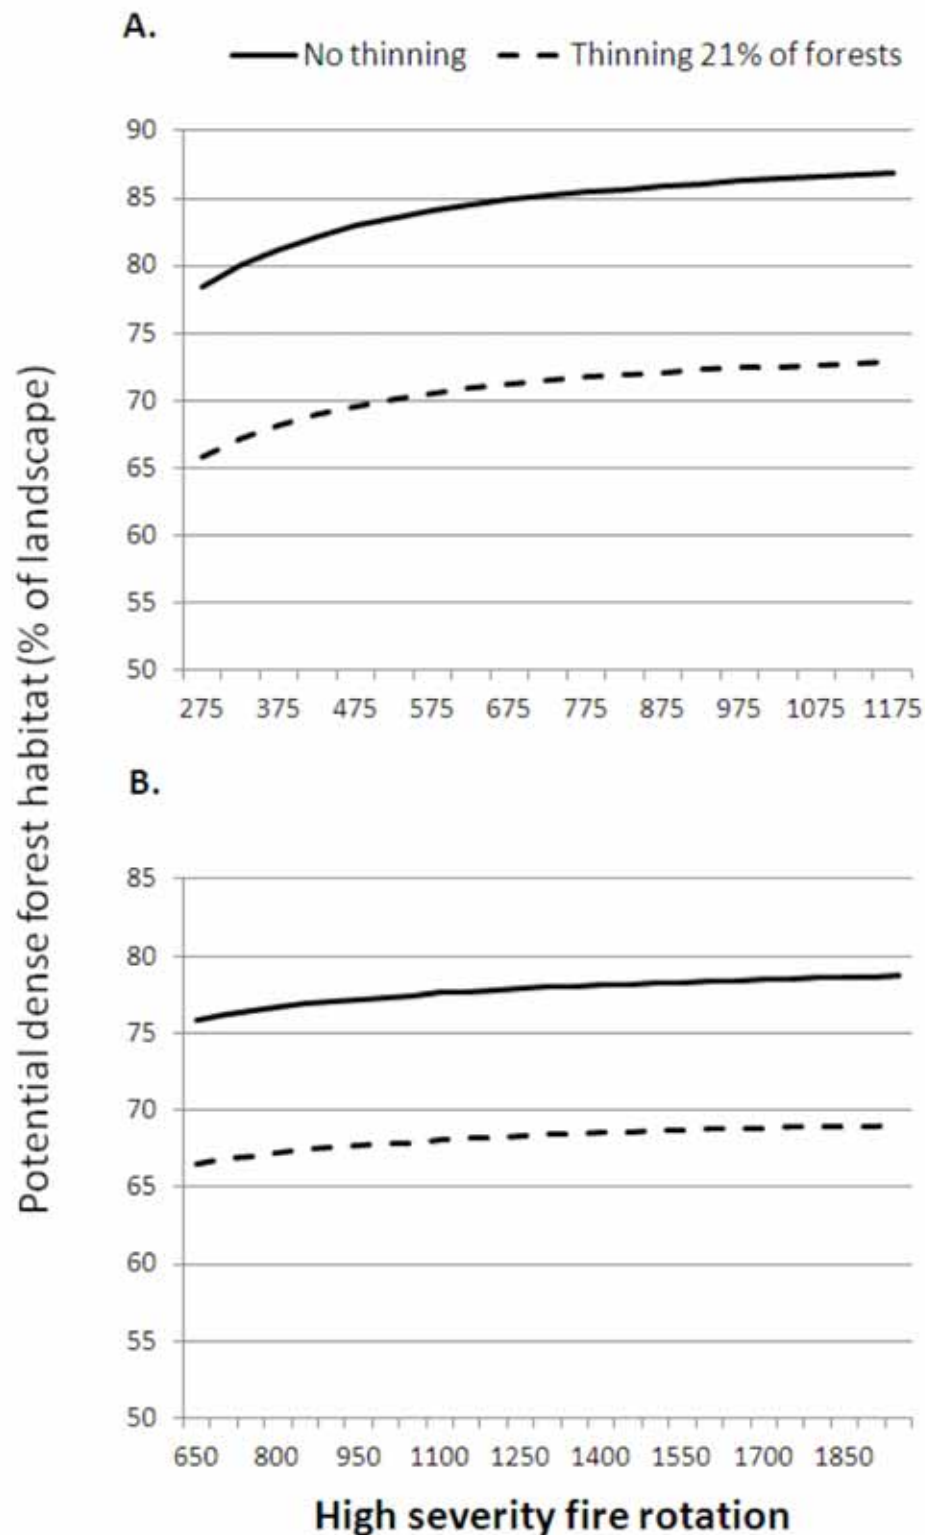 A.
No thinning Thinning 21% of forests
90
85
80
75
70
65
60
55
50
275 375 475 575 675 775 875 975 1075 1175
Potential dense forest habitat (% of landscape)
B.
85
80
75
70
65
60
55
50
650 800 950 1100 1250 1400 1550 1700 1850
High severity fire rotation